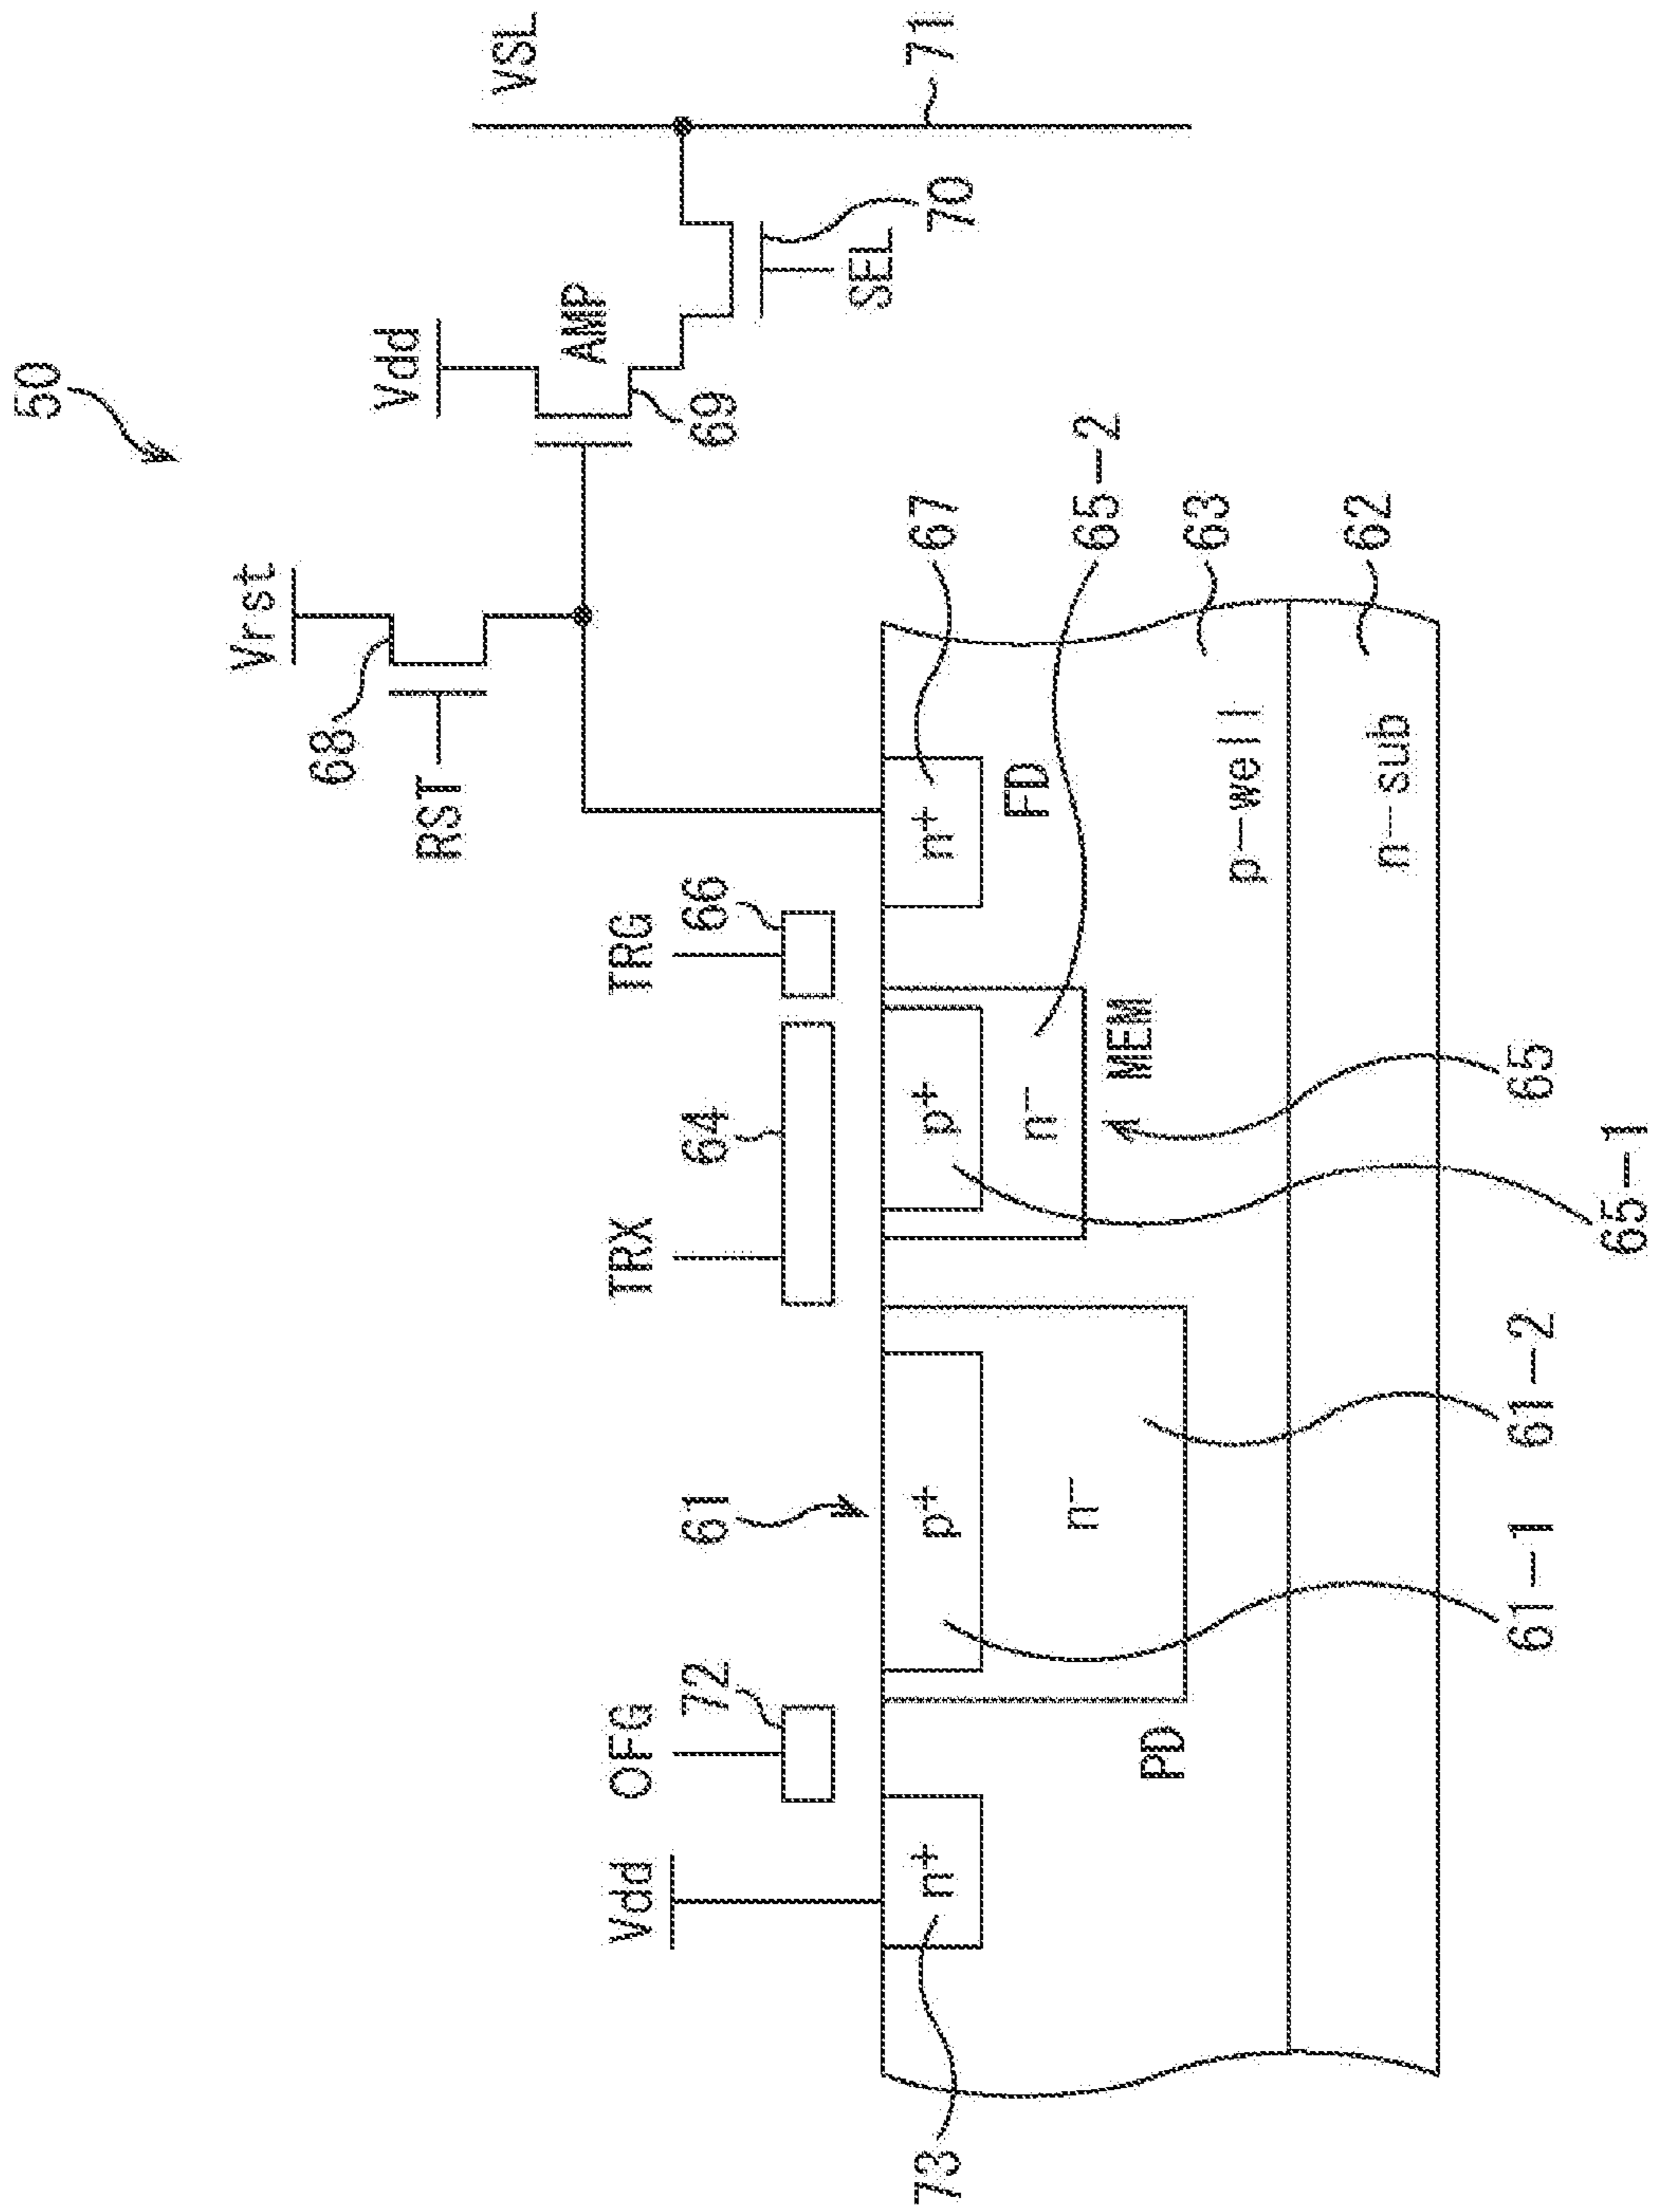 50
Vrst
Vdd
VSL
68
RST
AMP
69
SEL
70
71
Vdd
OFG
72
61
TRX
64
TRG
66
73
n+
p+
p+
n+
67
n-
n-
FD
65-2
PD
MEM
p-well
63
n-sub
62
61-1
61-2
65
65-1